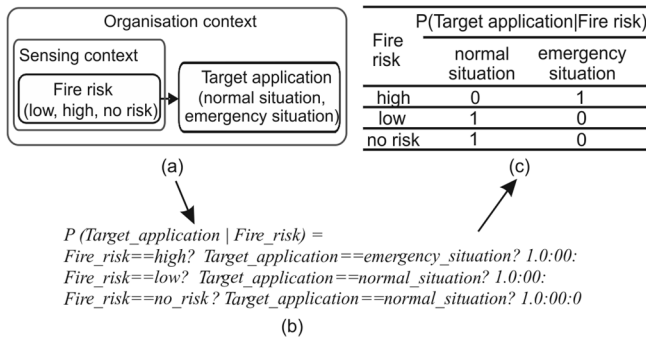 Organisation context
Sensing context
Fire risk
(low, high, no risk)
Target application
(normal situation,
emergency situation)
(a)
P(Target application|Fire risk)
Fire
risk
normal
situation
emergency
situation
high 0 1
low 1 0
no risk 1 0
(c)
P (Target_application | Fire_risk) =
Fire_risk==high? Target_application==emergency_situation? 1.0:00:
Fire_risk==low? Target_application==normal_situation? 1.0:00:
Fire_risk==no_risk? Target_application==normal_situation? 1.0:00:0
(b)